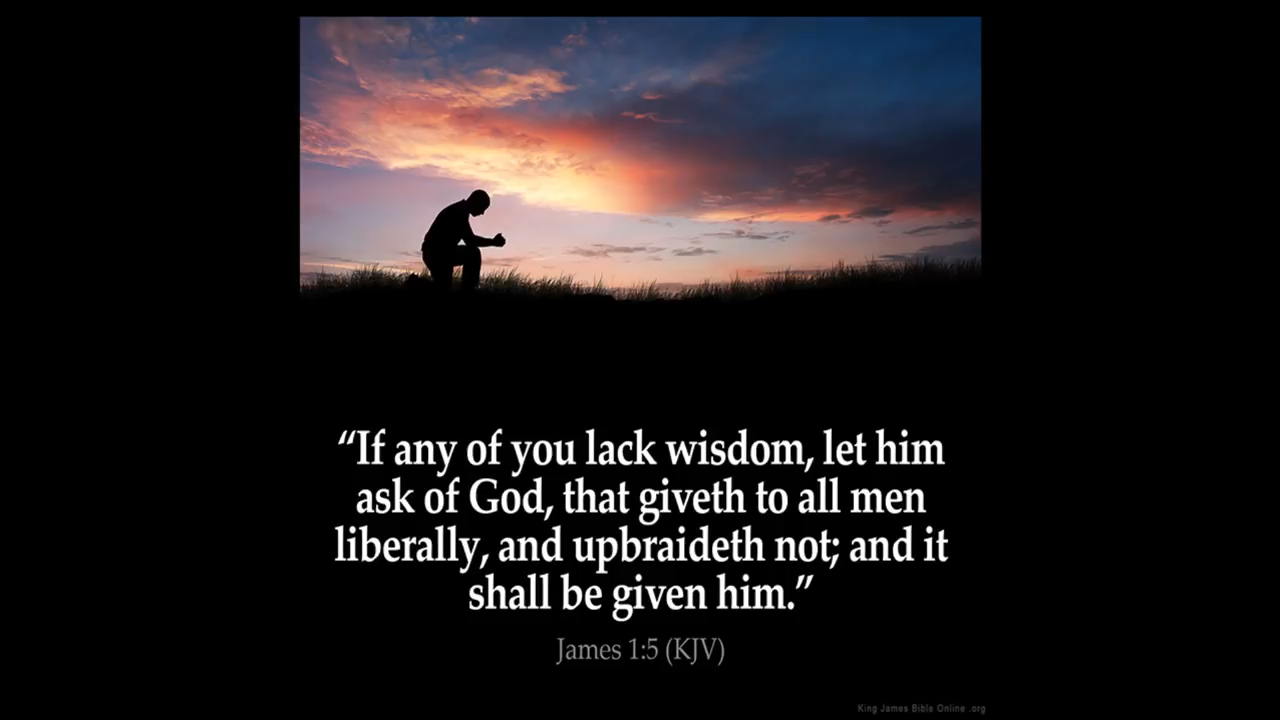 “If any of you lack wisdom, let him
ask of God, that giveth to all men
liberally, and upbraideth not; and it
shall be given him.”
James 1:5 (KJV)
King James Bible Online .org